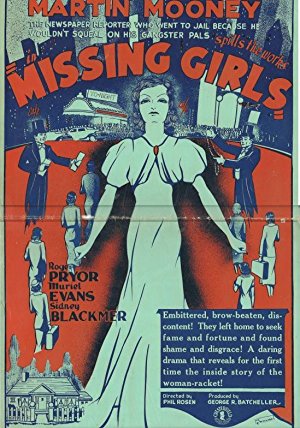 MARTIN MOONEY
THE NEWSPAPER REPORTER WHO WENT TO JAIL BECAUSE HE
WOULDN'T SQUEAL ON HIS GANGSTER PALS
Spills the works
IN
"MISSING GIRLS"
TO-NIGHT
Roger
PRYOR
Muriel
EVANS
Sidney
BLACKMER
Embittered, brow-beaten, dis-
content! They left home to seek
fame and fortune and found
shame and disgrace! A daring
drama that reveals for the first
time the inside story of the
woman-racket!
Directed by
PHIL ROSEN
Produced by
GEORGE R. BATCHELLER